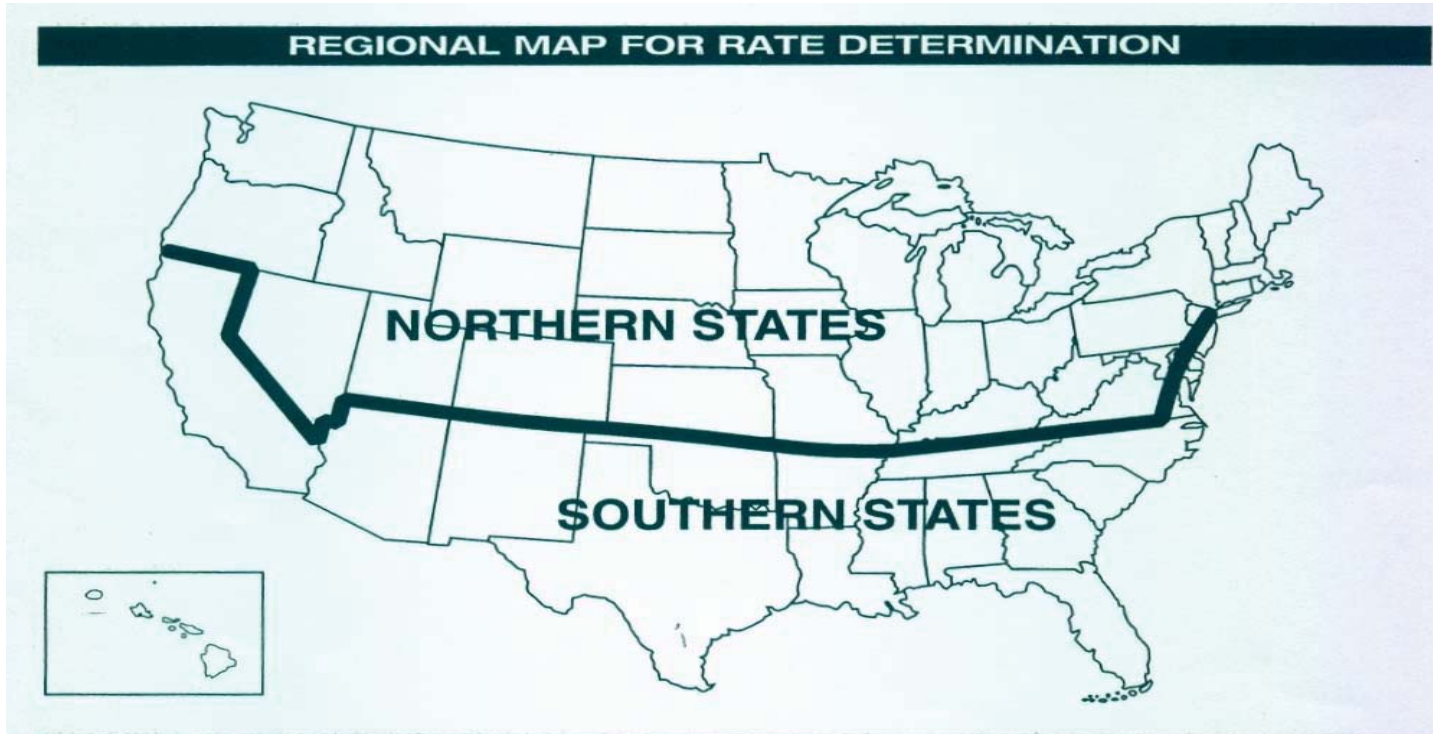 REGIONAL MAP FOR RATE DETERMINATION
NORTHERN STATES
SOUTHERN STATES